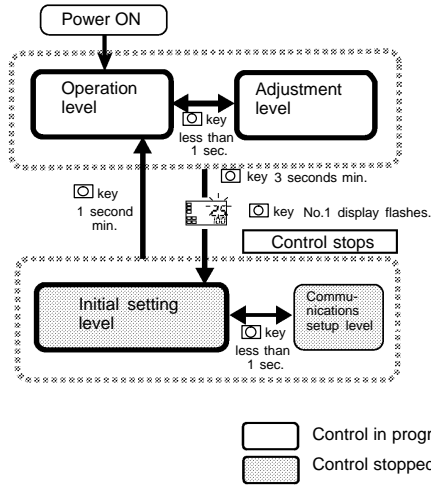 Power ON
Operation
level
Adjustment
level
key
less than
1 sec.
key
1 second
min.
key 3 seconds min.
25
100
key No.1 display flashes.
Control stops
Initial setting
level
key
less than
1 sec.
Commu-
nications
setup level
Control in progr
Control stopped